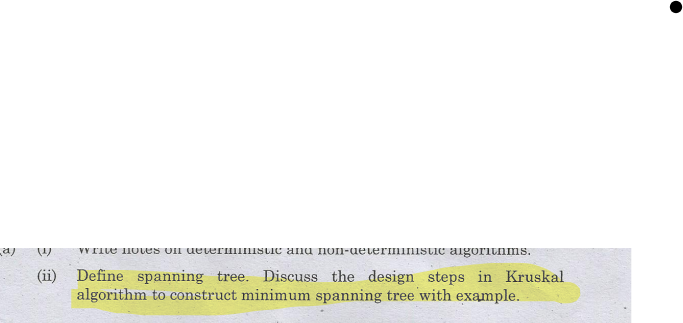 (a) (i) Write notes on deterministic and non-deterministic algorithms.
(ii) Define spanning tree. Discuss the design steps in Kruskal
algorithm to construct minimum spanning tree with example.